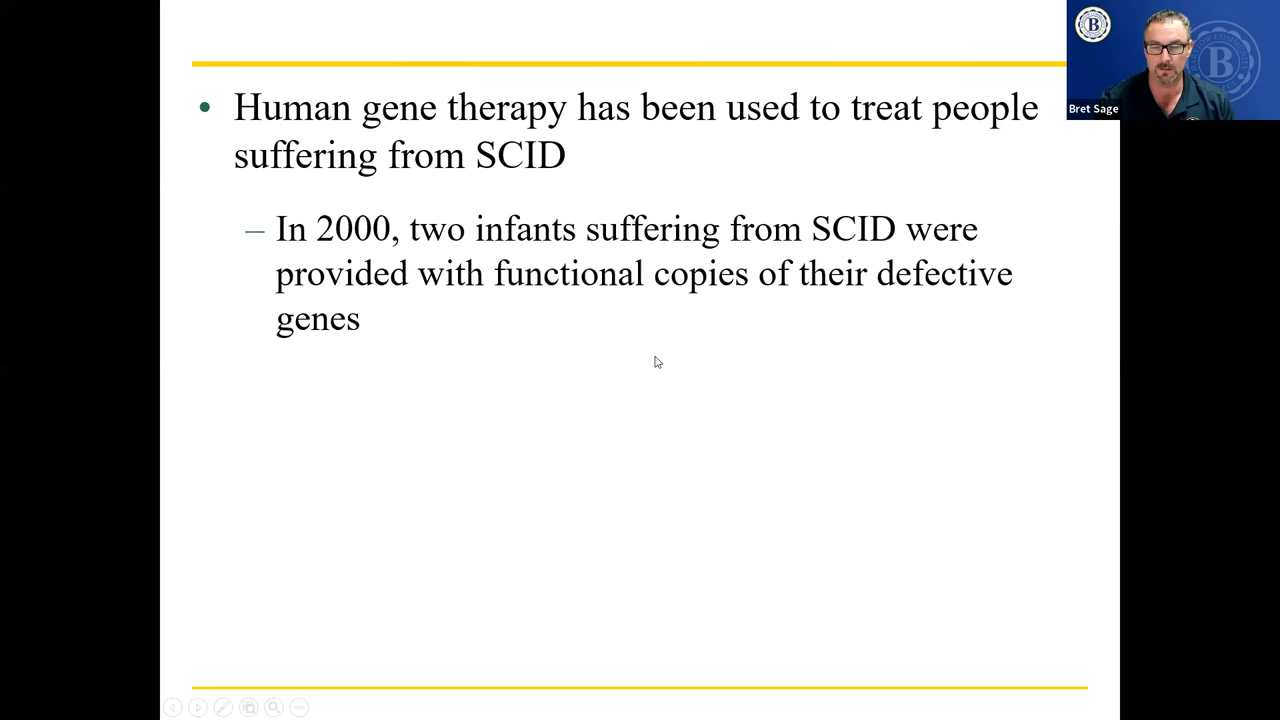 • Human gene therapy has been used to treat people
suffering from SCID
– In 2000, two infants suffering from SCID were
provided with functional copies of their defective
genes
B
B
Bret Sage